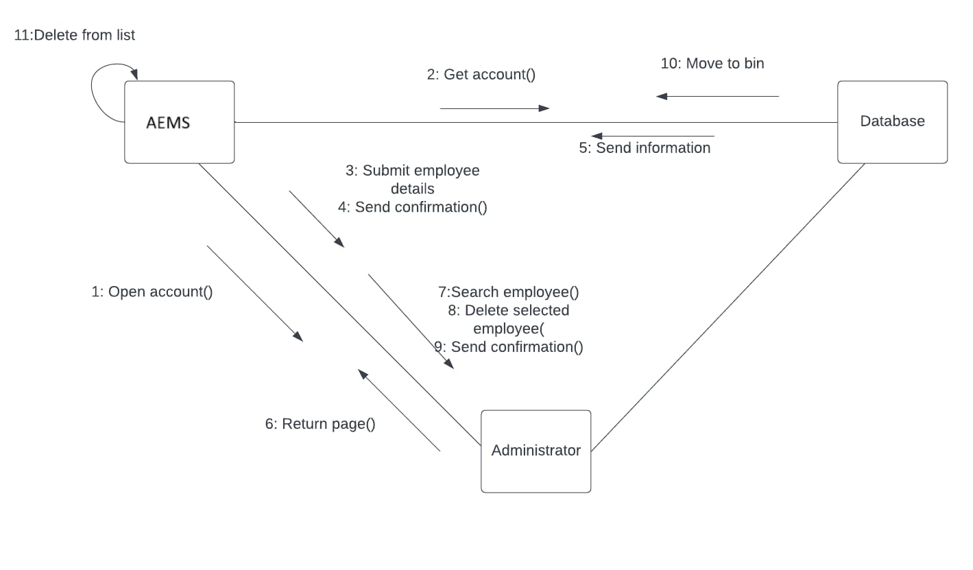 11:Delete from list
2: Get account()
10: Move to bin
AEMS
Database
5: Send information
3: Submit employee
details
4: Send confirmation()
1: Open account()
7:Search employee()
8: Delete selected
employee(
9: Send confirmation()
6: Return page()
Administrator